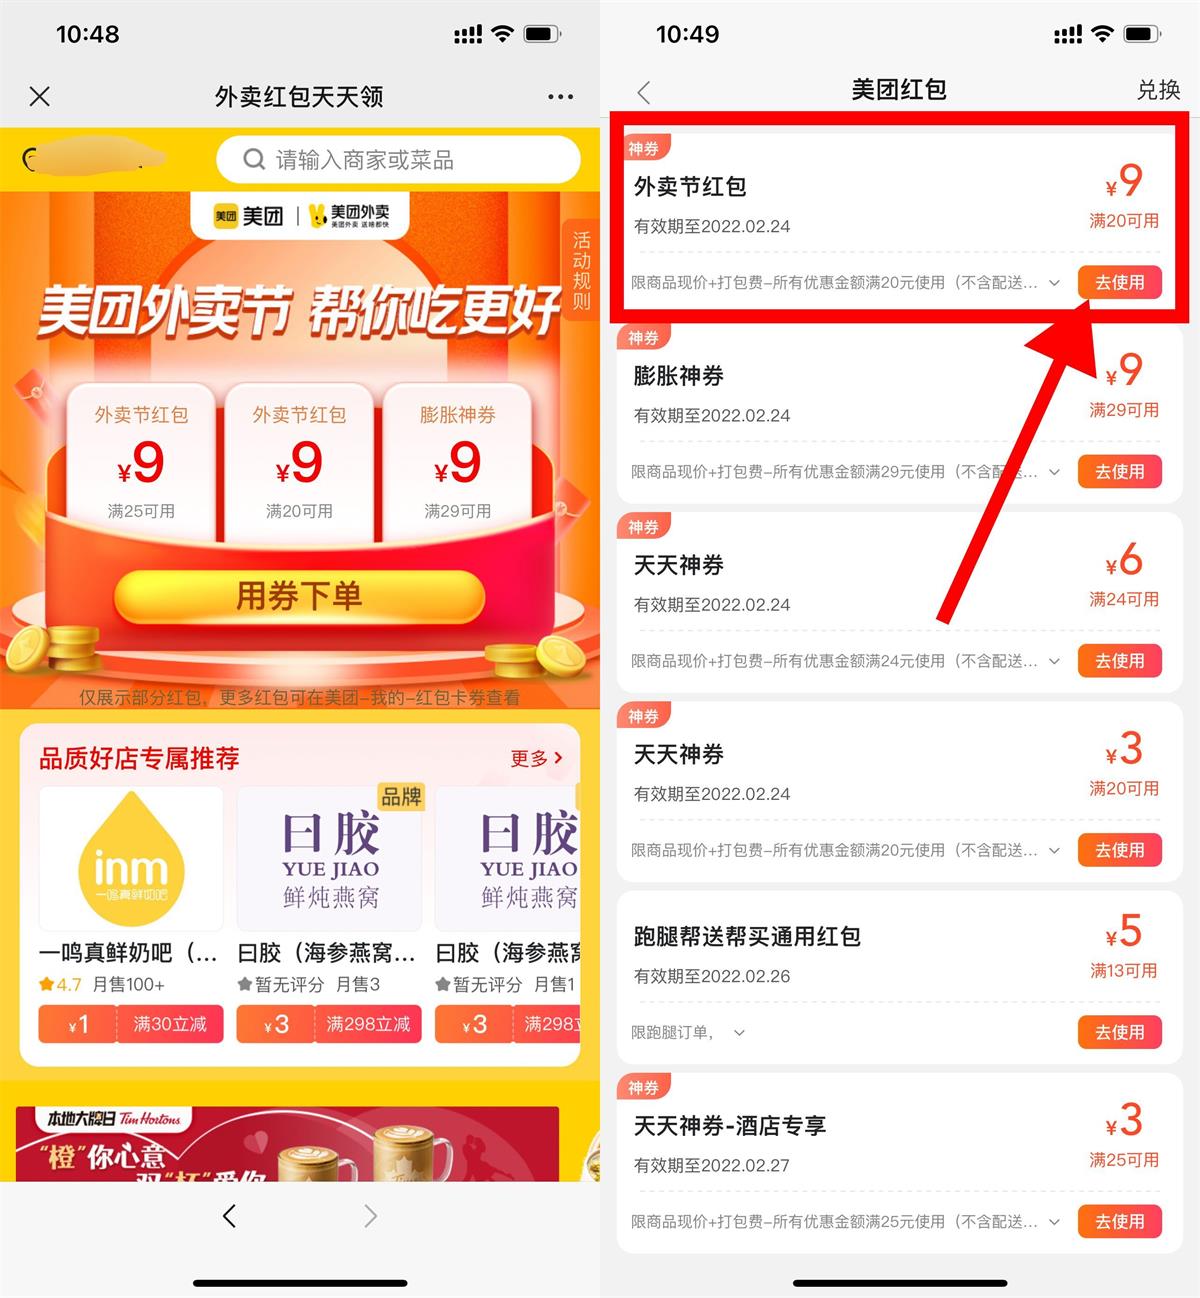 10:48
外卖红包天天领
请输入商家或菜品
美团 美团 | 美团外卖
美团外卖 送啥都快
活动规则
美团外卖节 帮你吃更好
外卖节红包 外卖节红包 膨胀神券
¥9 ¥9 ¥9
满25可用 满20可用 满29可用
用券下单
仅展示部分红包，更多红包可在美团-我的-红包卡券查看
品质好店专属推荐 更多
品牌
inm
一鸣真鲜奶吧
曰胶 曰胶
YUE JIAO YUE JIAO
鲜炖燕窝 鲜炖燕窝
一鸣真鲜奶吧（... 曰胶（海参燕窝... 曰胶（海参燕窝
4.7 月售100+ 暂无评分 月售3 暂无评分 月售1
¥1 满30立减 ¥3 满298立减 ¥3 满298立
本地大牌日 Tim Hortons.
“橙”你心意
双“杯”爱你
10:49
美团红包 兑换
神券
外卖节红包 ¥9
有效期至2022.02.24 满20可用
限商品现价+打包费-所有优惠金额满20元使用（不含配送... 去使用
神券
膨胀神券 ¥9
有效期至2022.02.24 满29可用
限商品现价+打包费-所有优惠金额满29元使用（不含配送... 去使用
神券
天天神券 ¥6
有效期至2022.02.24 满24可用
限商品现价+打包费-所有优惠金额满24元使用（不含配送... 去使用
神券
天天神券 ¥3
有效期至2022.02.24 满20可用
限商品现价+打包费-所有优惠金额满20元使用（不含配送... 去使用
跑腿帮送帮买通用红包 ¥5
有效期至2022.02.26 满13可用
限跑腿订单， 去使用
神券
天天神券-酒店专享 ¥3
有效期至2022.02.27 满25可用
限商品现价+打包费-所有优惠金额满25元使用（不含配送... 去使用